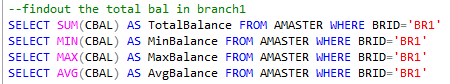 --findout the total bal in branch1
SELECT SUM(CBAL) AS TotalBalance FROM AMASTER WHERE BRID='BR1'
SELECT MIN(CBAL) AS MinBalance FROM AMASTER WHERE BRID='BR1'
SELECT MAX(CBAL) AS MaxBalance FROM AMASTER WHERE BRID='BR1'
SELECT AVG(CBAL) AS AvgBalance FROM AMASTER WHERE BRID='BR1'